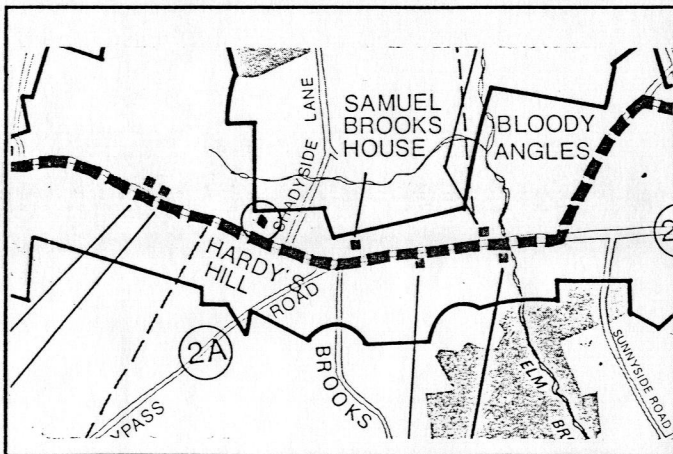 SHADYSIDE LANE
SAMUEL
BROOKS
HOUSE
BLOODY
ANGLES
HARDY'S
HILL
ROAD
2A
2
YPASS
BROOKS
ELM
BR
SUNNYSIDE ROAD